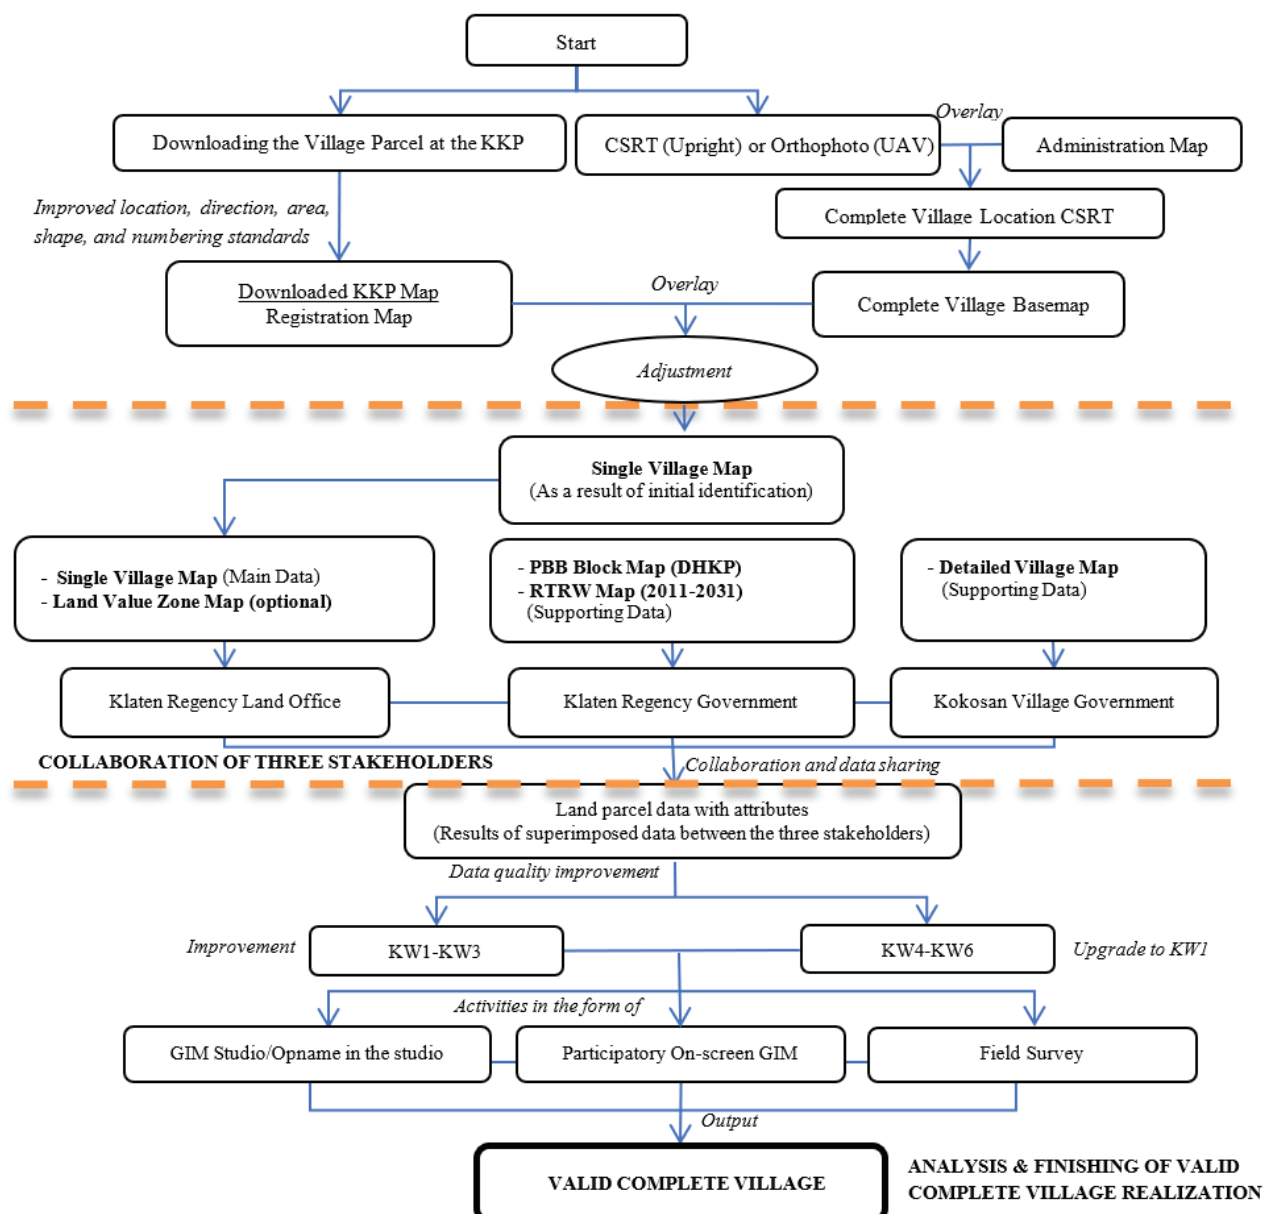 Start
Overlay
Downloading the Village Parcel at the KKP
CSRT (Upright) or Orthophoto (UAV)
Administration Map
Improved location, direction, area,
shape, and numbering standards
Complete Village Location CSRT
Downloaded KKP Map
Registration Map
Overlay
Complete Village Basemap
Adjustment
Single Village Map
(As a result of initial identification)
- Single Village Map (Main Data)
- Land Value Zone Map (optional)
- PBB Block Map (DHKP)
- RTRW Map (2011-2031)
(Supporting Data)
- Detailed Village Map
(Supporting Data)
Klaten Regency Land Office
Klaten Regency Government
Kokosan Village Government
COLLABORATION OF THREE STAKEHOLDERS
Collaboration and data sharing
Land parcel data with attributes
(Results of superimposed data between the three stakeholders)
Data quality improvement
Improvement
KW1-KW3
KW4-KW6
Upgrade to KW1
Activities in the form of
GIM Studio/Opname in the studio
Participatory On-screen GIM
Field Survey
Output
VALID COMPLETE VILLAGE
ANALYSIS & FINISHING OF VALID
COMPLETE VILLAGE REALIZATION